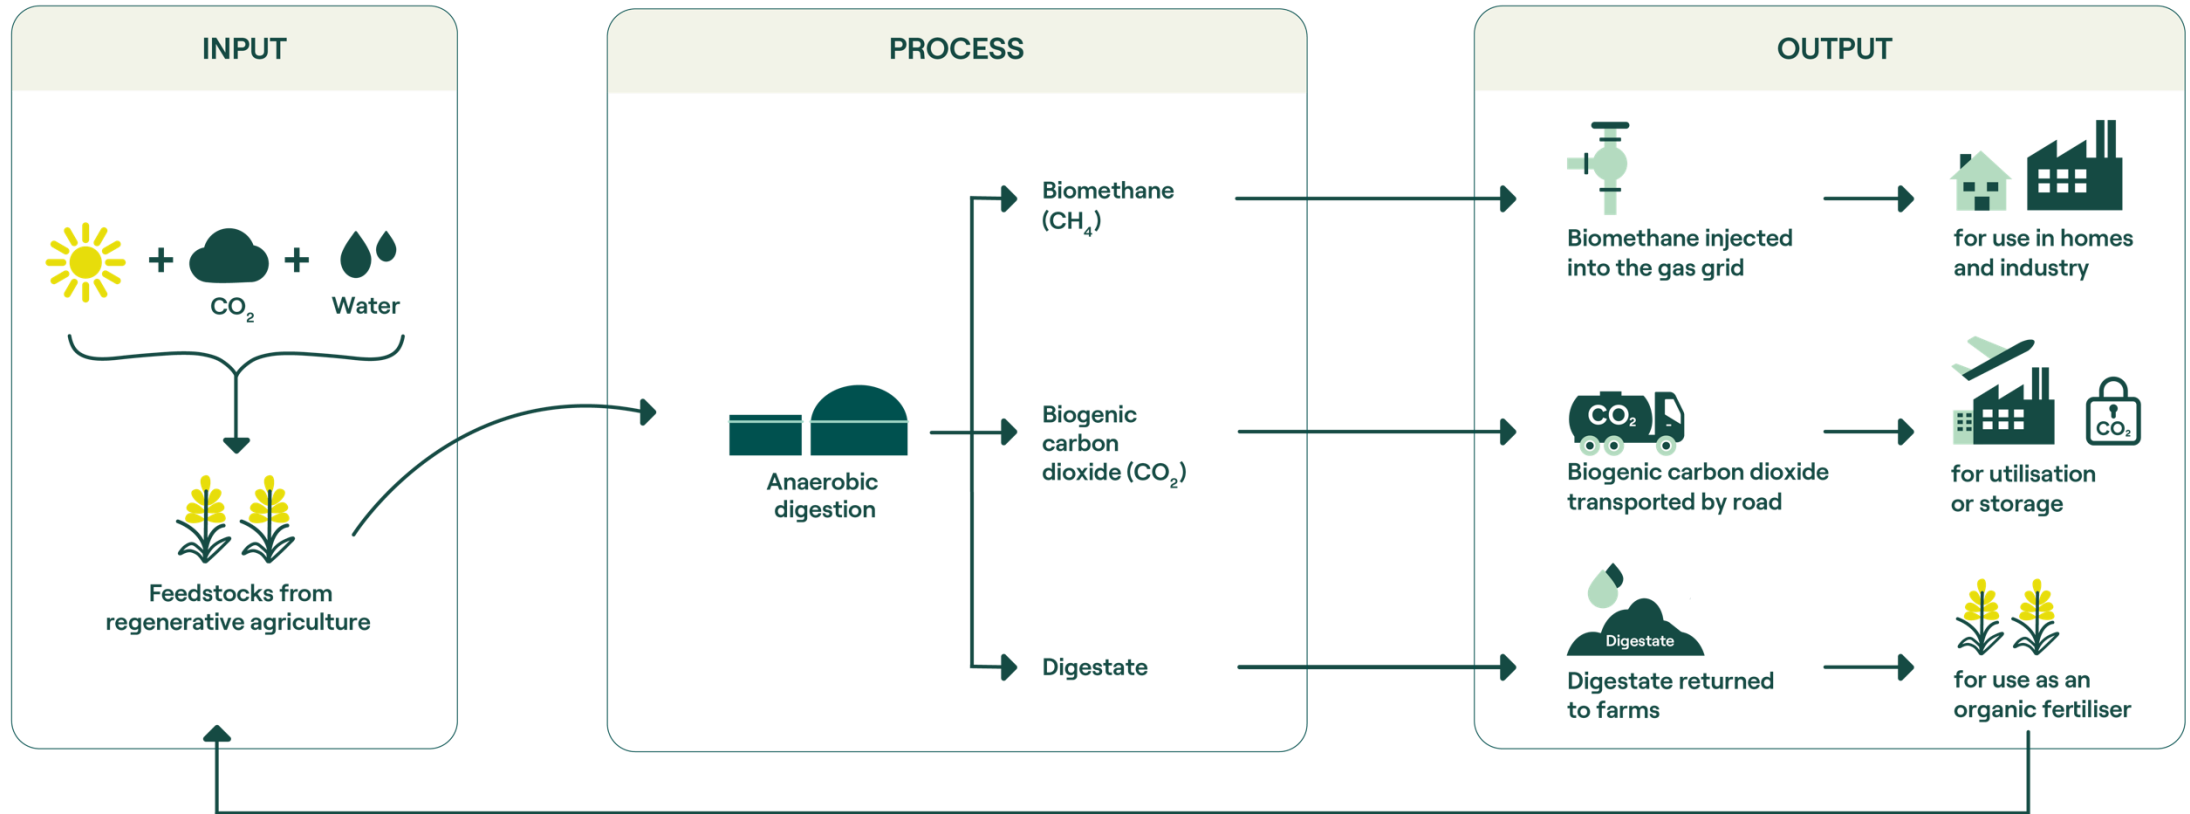 INPUT
+ +
CO₂
Water
Feedstocks from
regenerative agriculture
PROCESS
Anaerobic
digestion
Biomethane
(CH₄)
Biogenic
carbon
dioxide (CO₂)
Digestate
OUTPUT
Biomethane injected
into the gas grid
for use in homes
and industry
CO₂
Biogenic carbon dioxide
transported by road
CO₂
for utilisation
or storage
Digestate
Digestate returned
to farms
for use as an
organic fertiliser